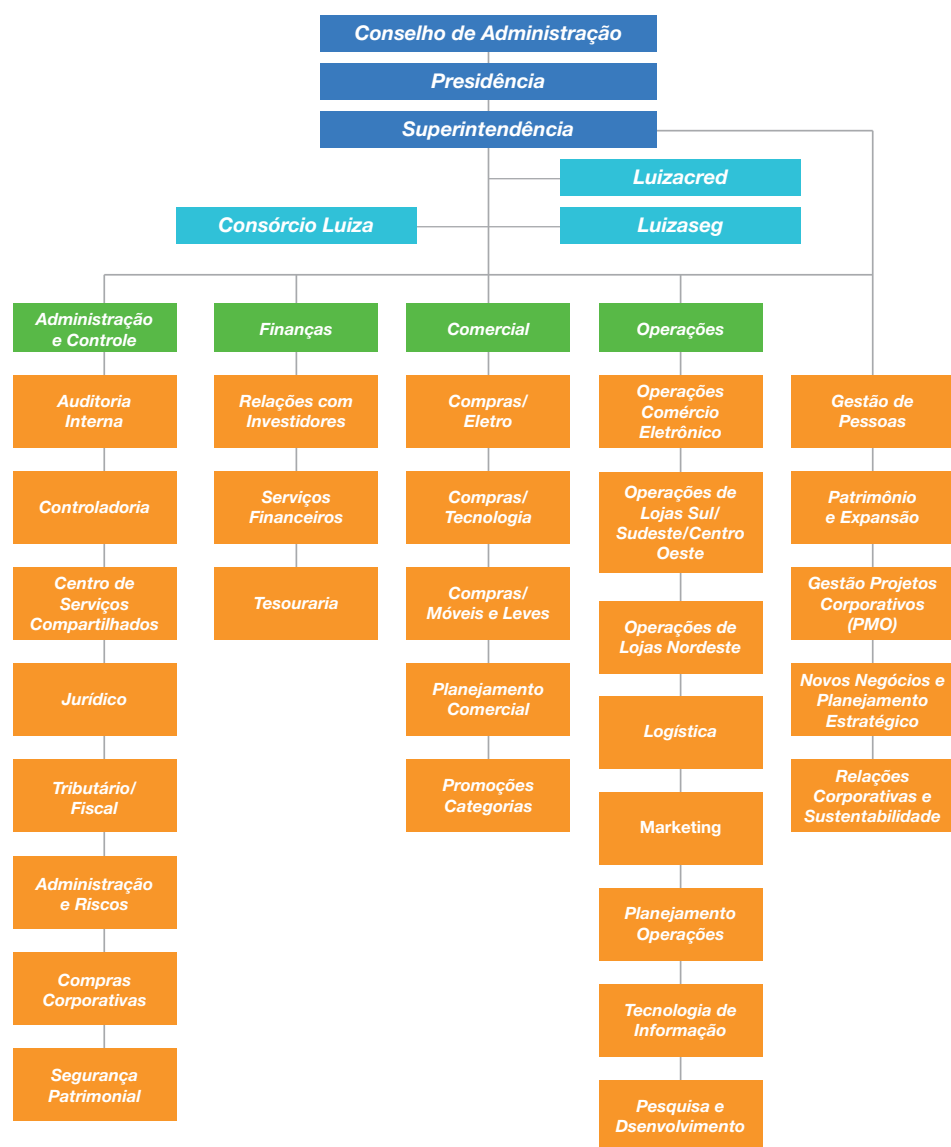 Conselho de Administração
Presidência
Superintendência
Luizacred
Consórcio Luiza
Luizaseg
Administração
e Controle
Finanças
Comercial
Operações
Auditoria
Interna
Controladoria
Centro de
Serviços
Compartilhados
Jurídico
Tributário/
Fiscal
Administração
e Riscos
Compras
Corporativas
Segurança
Patrimonial
Relações com
Investidores
Serviços
Financeiros
Tesouraria
Compras/
Eletro
Compras/
Tecnologia
Compras/
Móveis e Leves
Planejamento
Comercial
Promoções
Categorias
Operações
Comércio
Eletrônico
Operações de
Lojas Sul/
Sudeste/Centro
Oeste
Operações de
Lojas Nordeste
Logística
Marketing
Planejamento
Operações
Tecnologia de
Informação
Pesquisa e
Dsenvolvimento
Gestão de
Pessoas
Patrimônio
e Expansão
Gestão Projetos
Corporativos
(PMO)
Novos Negócios e
Planejamento
Estratégico
Relações
Corporativas e
Sustentabilidade